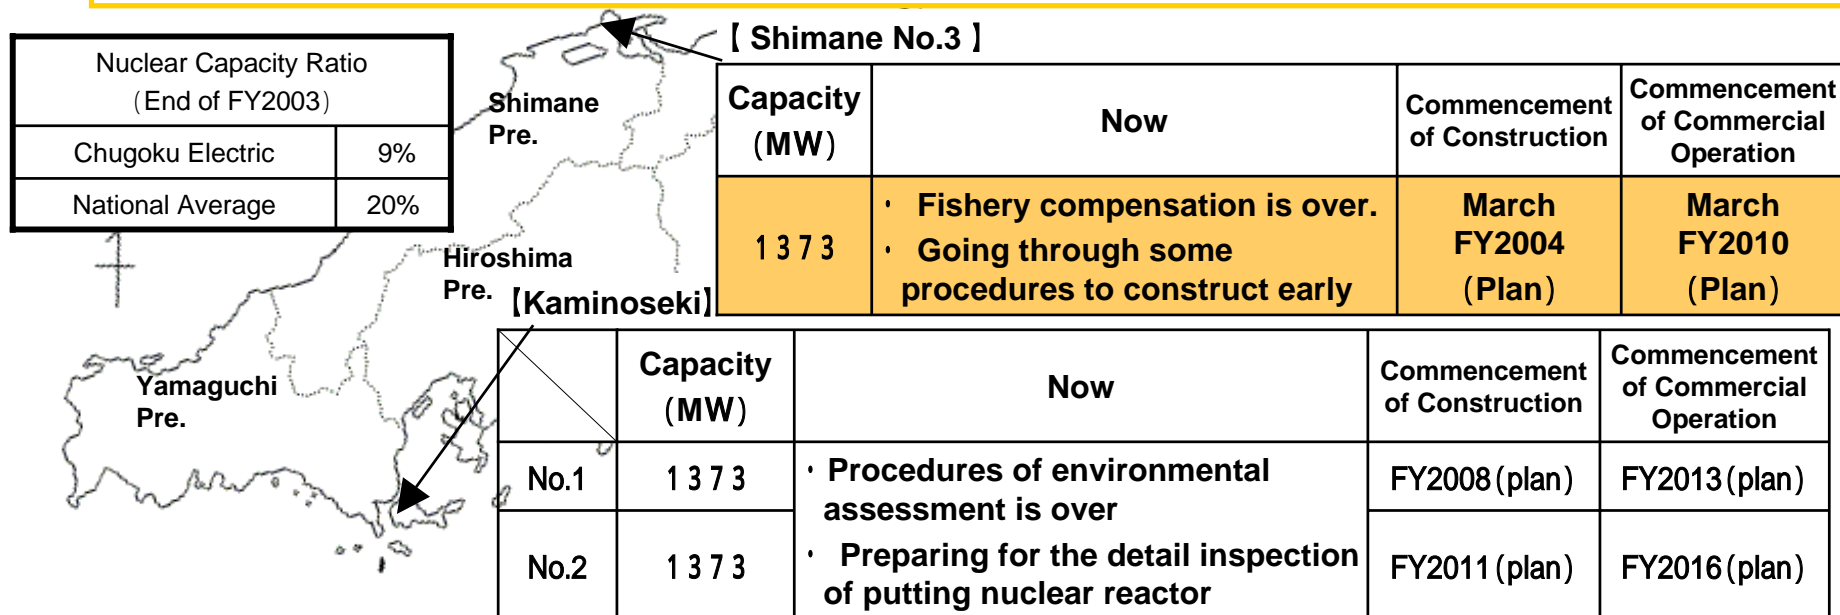 Nuclear Capacity Ratio
(End of FY2003)
Chugoku Electric 9%
National Average 20%
Shimane
Pre.
Hiroshima
Pre.
Yamaguchi
Pre.
【 Shimane No.3 】
Capacity
(MW)
Now
Commencement
of Construction
Commencement
of Commercial
Operation
1373
・ Fishery compensation is over.
・ Going through some
procedures to construct early
March
FY2004
(Plan)
March
FY2010
(Plan)
【Kaminoseki】
Capacity
(MW)
Now
Commencement
of Construction
Commencement
of Commercial
Operation
No.1
1373
・ Procedures of environmental
assessment is over
・ Preparing for the detail inspection
of putting nuclear reactor
FY2008(plan)
FY2013(plan)
No.2
1373
FY2011(plan)
FY2016(plan)